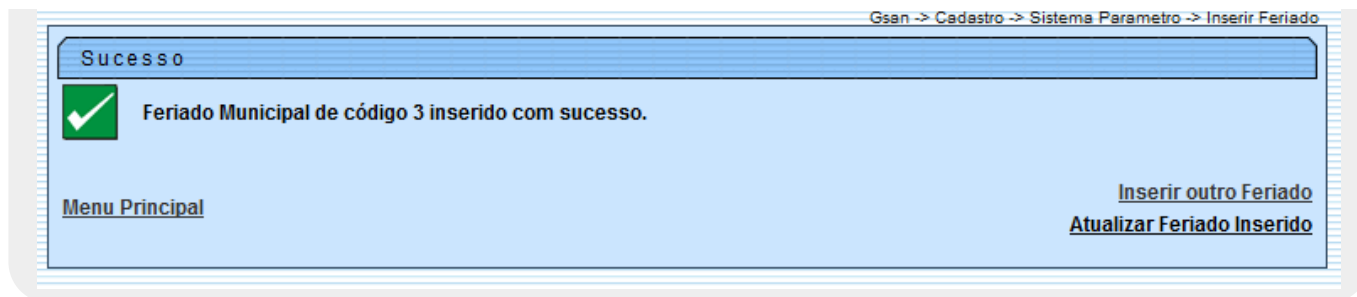 Gsan -> Cadastro -> Sistema Parametro -> Inserir Feriado
Sucesso
Feriado Municipal de código 3 inserido com sucesso.
Inserir outro Feriado
Menu Principal
Atualizar Feriado Inserido